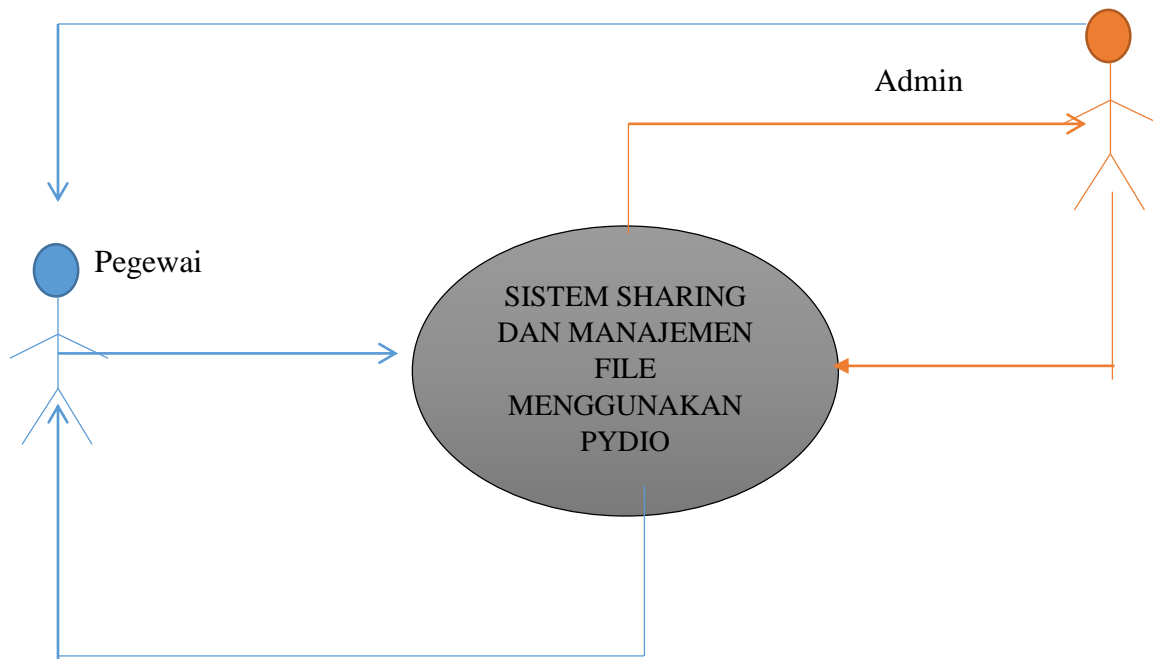 Admin
Pegewai
SISTEM SHARING
DAN MANAJEMEN
FILE
MENGGUNAKAN
PYDIO